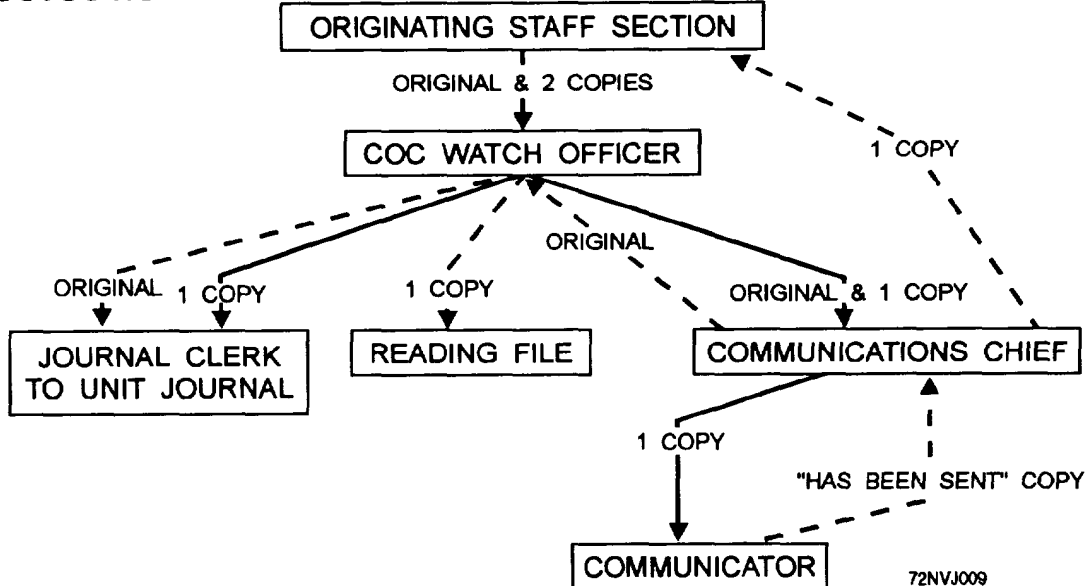 ORIGINATING STAFF SECTION
ORIGINAL & 2 COPIES
COC WATCH OFFICER
1 COPY
ORIGINAL
ORIGINAL
1 COPY
1 COPY
ORIGINAL & 1 COPY
JOURNAL CLERK
TO UNIT JOURNAL
READING FILE
COMMUNICATIONS CHIEF
1 COPY
"HAS BEEN SENT" COPY
COMMUNICATOR
72NVJ009